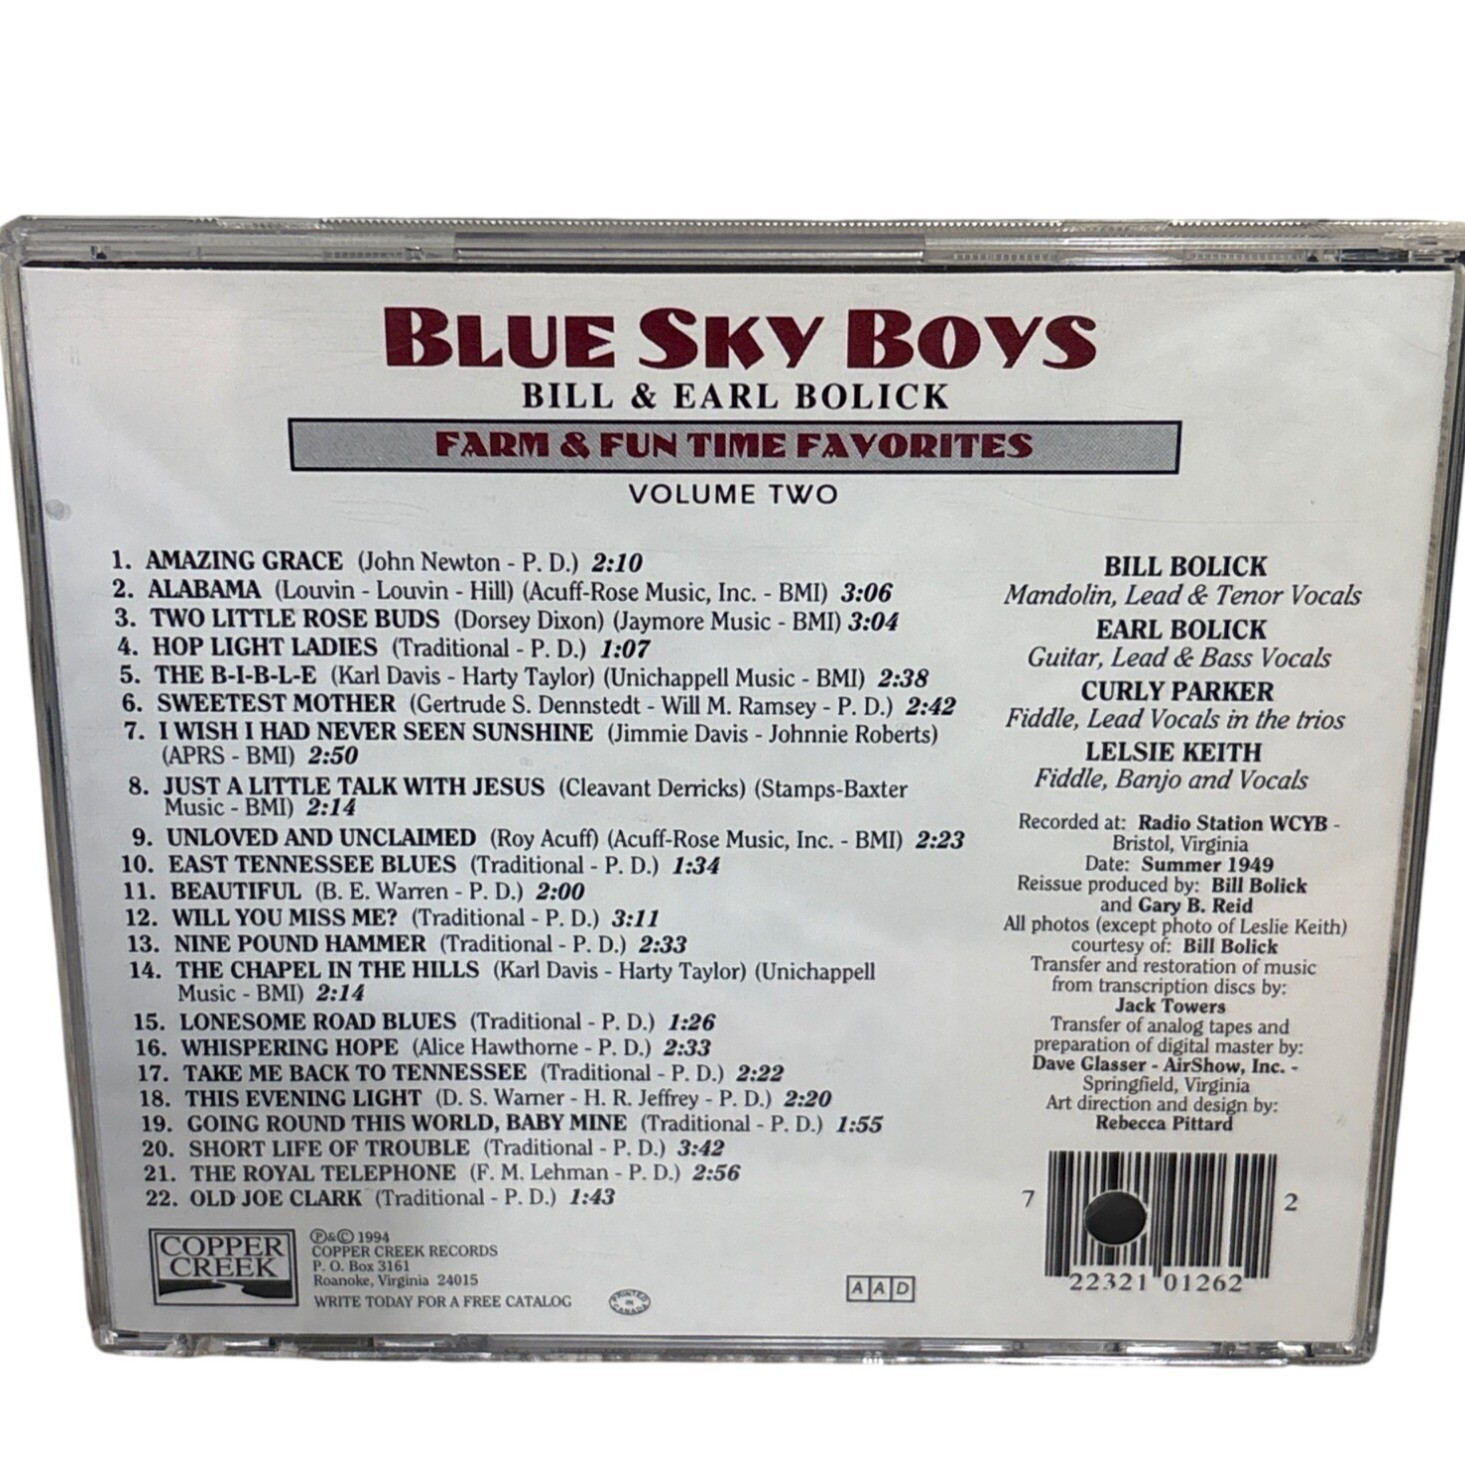 BLUE SKY BOYS
BILL & EARL BOLICK
FARM & FUN TIME FAVORITES
VOLUME TWO
1. AMAZING GRACE (John Newton - P. D.) 2:10
2. ALABAMA (Louvin - Louvin - Hill) (Acuff-Rose Music, Inc. - BMI) 3:06
3. TWO LITTLE ROSE BUDS (Dorsey Dixon) (Jaymore Music - BMI) 3:04
4. HOP LIGHT LADIES (Traditional - P. D.) 1:07
5. THE B-I-B-L-E (Karl Davis - Harty Taylor) (Unichappell Music - BMI) 2:38
6. SWEETEST MOTHER (Gertrude S. Dennstedt - Will M. Ramsey - P. D.) 2:42
7. I WISH I HAD NEVER SEEN SUNSHINE (Jimmie Davis - Johnnie Roberts)
(APRS - BMI) 2:50
8. JUST A LITTLE TALK WITH JESUS (Cleavant Derricks) (Stamps-Baxter
Music - BMI) 2:14
9. UNLOVED AND UNCLAIMED (Roy Acuff) (Acuff-Rose Music, Inc. - BMI) 2:23
10. EAST TENNESSEE BLUES (Traditional - P. D.) 1:34
11. BEAUTIFUL (B. E. Warren - P. D.) 2:00
12. WILL YOU MISS ME? (Traditional - P. D.) 3:11
13. NINE POUND HAMMER (Traditional - P. D.) 2:33
14. THE CHAPEL IN THE HILLS (Karl Davis - Harty Taylor) (Unichappell
Music - BMI) 2:14
15. LONESOME ROAD BLUES (Traditional - P. D.) 1:26
16. WHISPERING HOPE (Alice Hawthorne - P. D.) 2:33
17. TAKE ME BACK TO TENNESSEE (Traditional - P. D.) 2:22
18. THIS EVENING LIGHT (D. S. Warner - H. R. Jeffrey - P. D.) 2:20
19. GOING ROUND THIS WORLD, BABY MINE (Traditional - P. D.) 1:55
20. SHORT LIFE OF TROUBLE (Traditional - P. D.) 3:42
21. THE ROYAL TELEPHONE (F. M. Lehman - P. D.) 2:56
22. OLD JOE CLARK (Traditional - P. D.) 1:43
BILL BOLICK
Mandolin, Lead & Tenor Vocals
EARL BOLICK
Guitar, Lead & Bass Vocals
CURLY PARKER
Fiddle, Lead Vocals in the trios
LELSIE KEITH
Fiddle, Banjo and Vocals
Recorded at: Radio Station WCYB -
Bristol, Virginia
Date: Summer 1949
Reissue produced by: Bill Bolick
and Gary B. Reid
All photos (except photo of Leslie Keith)
courtesy of: Bill Bolick
Transfer and restoration of music
from transcription discs by:
Jack Towers
Transfer of analog tapes and
preparation of digital master by:
Dave Glasser - AirShow, Inc. -
Springfield, Virginia
Art direction and design by:
Rebecca Pittard
7 22321 01262 2
COPPER
CREEK
℗&© 1994
COPPER CREEK RECORDS
P. O. Box 3161
Roanoke, Virginia 24015
WRITE TODAY FOR A FREE CATALOG
PRINTED
IN
CANADA
AAD